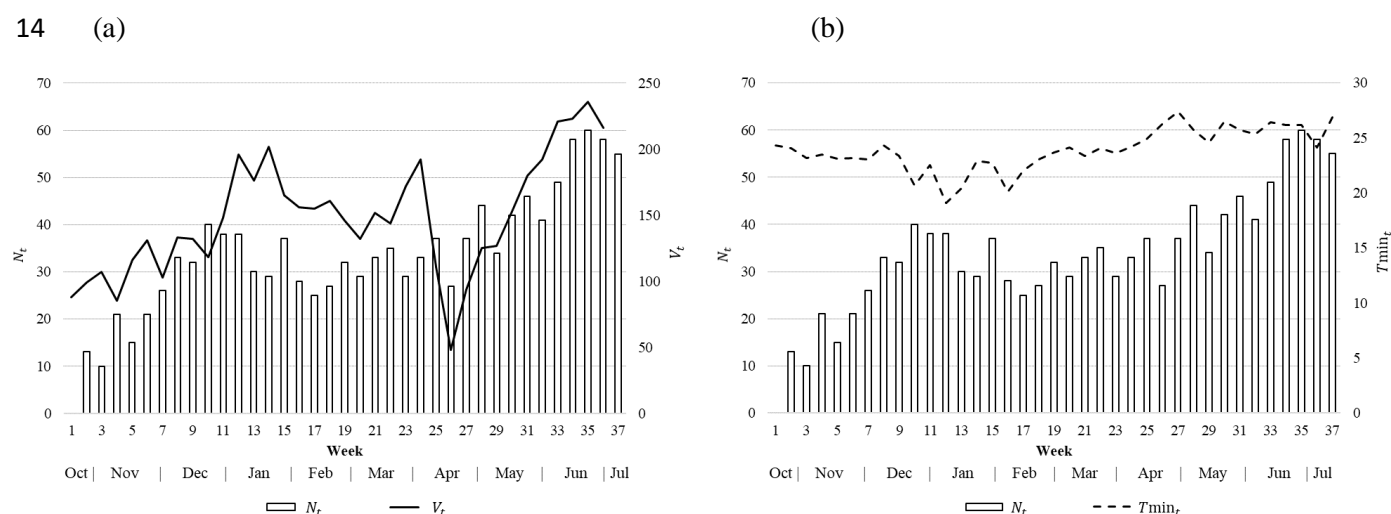 14 (a) (b)
70 250
60 200
50
40 150
30 100
20 50
10
0 0
N_t
V_t
1 3 5 7 9 11 13 15 17 19 21 23 25 27 29 31 33 35 37
Week
Oct | Nov | Dec | Jan | Feb | Mar | Apr | May | Jun | Jul
N_t V_t
70 30
60 25
50 20
40 15
30
20 10
10 5
0 0
N_t
Tmin_t
1 3 5 7 9 11 13 15 17 19 21 23 25 27 29 31 33 35 37
Week
Oct | Nov | Dec | Jan | Feb | Mar | Apr | May | Jun | Jul
N_t Tmin_t